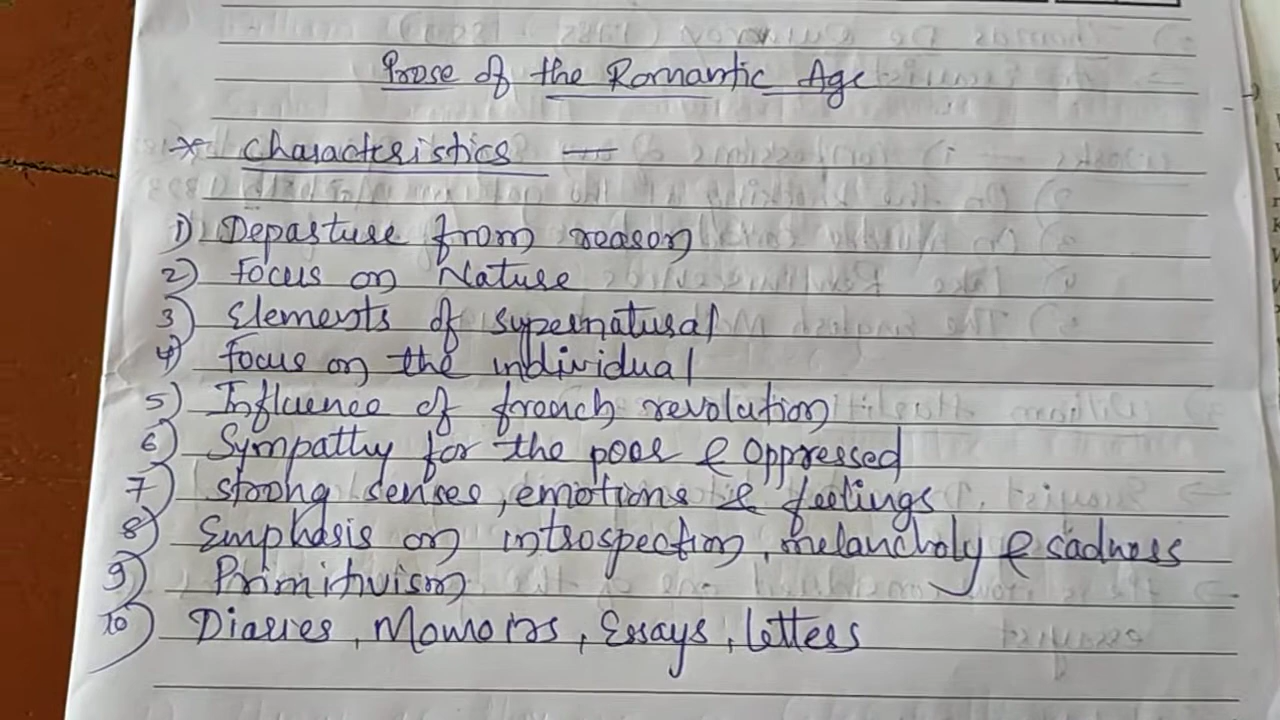 Prose of the Romantic Age
* Characteristics —
1) Departure from reason
2) Focus on Nature
3) Elements of supernatural
4) Focus on the individual
5) Influence of french revolution
6) Sympathy for the poor & oppressed
7) strong senses, emotions & feelings
8) Emphasis on introspection, melancholy & sadness
9) Primitivism
10) Diaries, Momoirs, Essays, letters